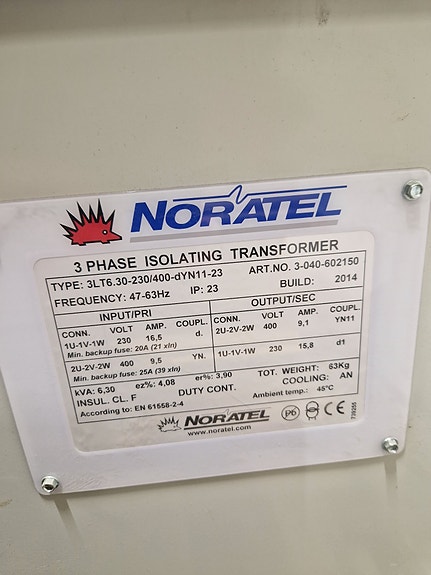 NORATEL
3 PHASE ISOLATING TRANSFORMER
TYPE: 3LT6.30-230/400-dYN11-23 ART.NO. 3-040-602150
FREQUENCY: 47-63Hz IP: 23 BUILD: 2014
INPUT/PRI OUTPUT/SEC
CONN. VOLT AMP. COUPL. CONN. VOLT AMP. COUPL.
1U-1V-1W 230 16,5 d 2U-2V-2W 400 9,1 YN11
Min. backup fuse: 20A (21 xIn)
2U-2V-2W 400 9,5 YN. 1U-1V-1W 230 15,8 d1
Min. backup fuse: 25A (39 xIn)
kVA: 6,30 ez%: 4,08 er%: 3,90 TOT. WEIGHT: 63Kg
INSUL. CL. F DUTY CONT. COOLING: AN
According to: EN 61558-2-4 Ambient temp.: 45°C
NORATEL
www.noratel.com
CE